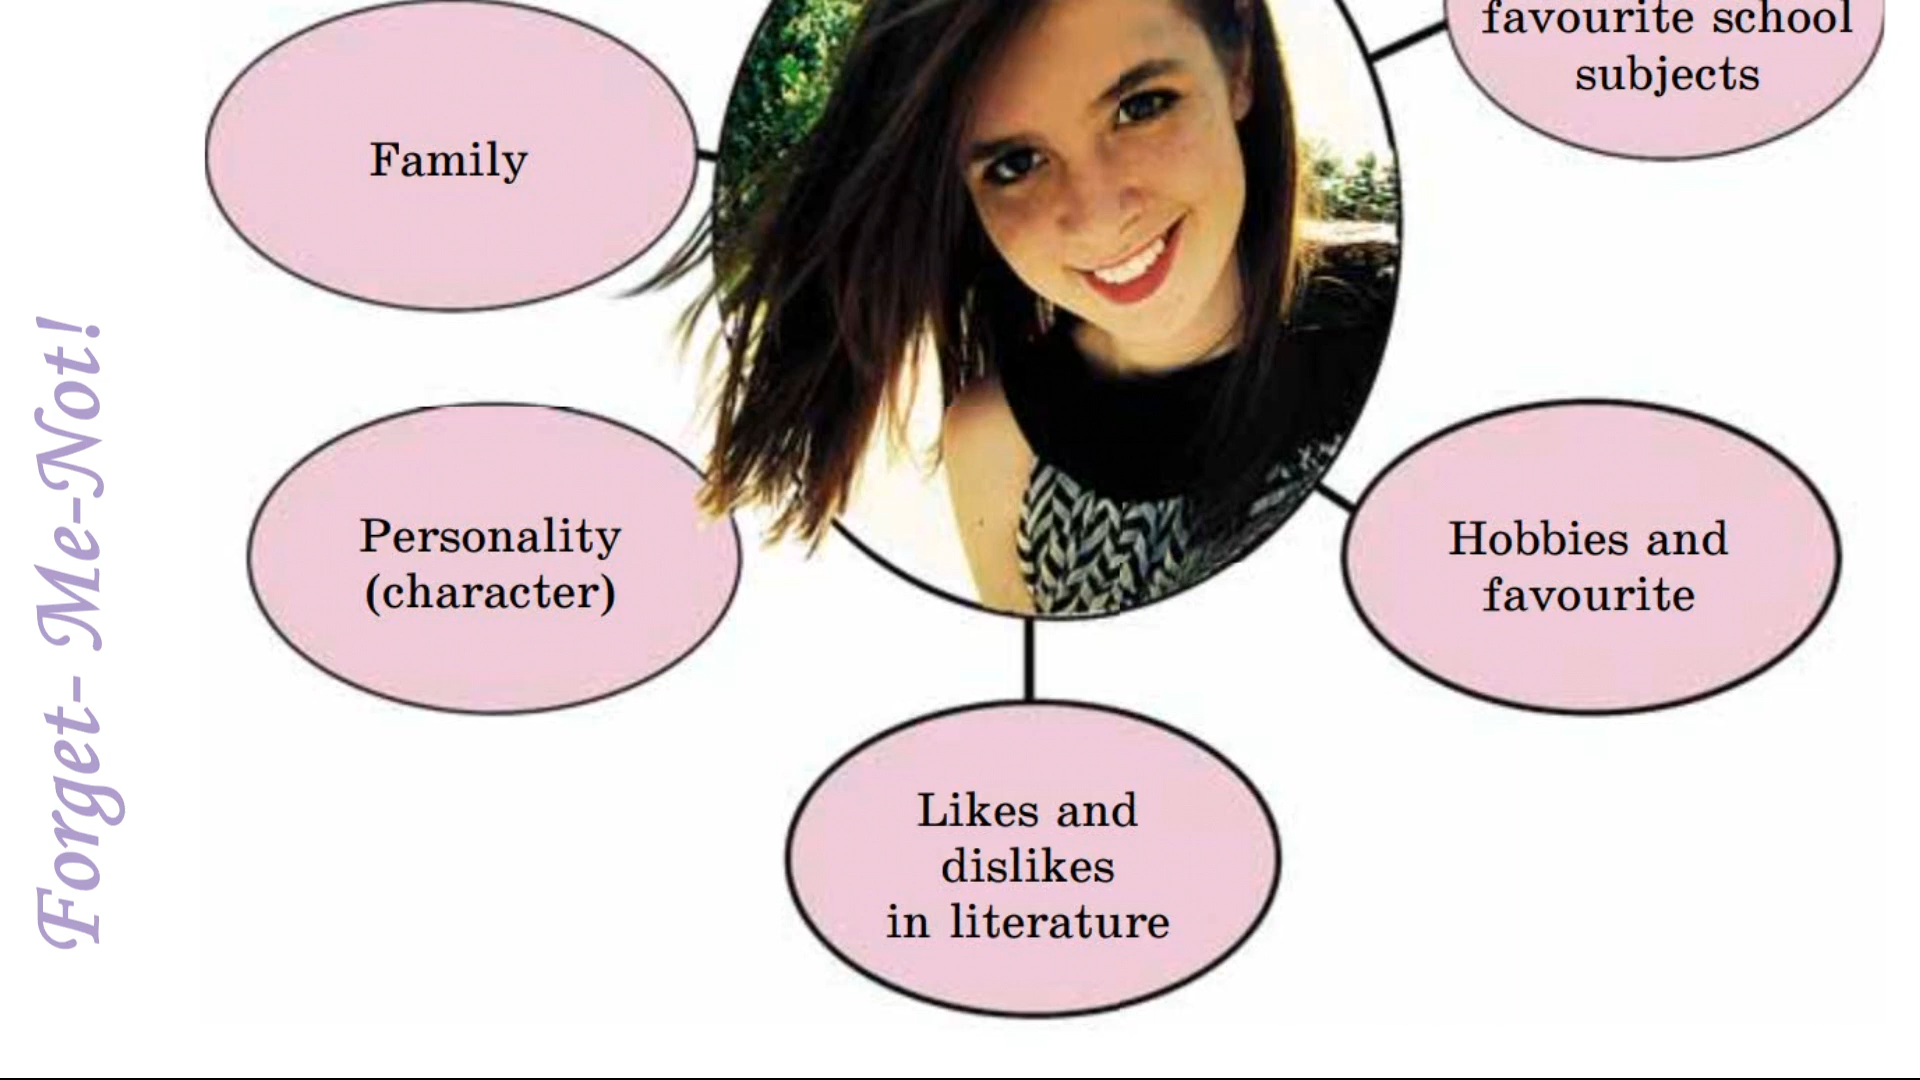 favourite school
subjects
Family
Personality
(character)
Hobbies and
favourite
Likes and
dislikes
in literature
Forget- Me-Not!